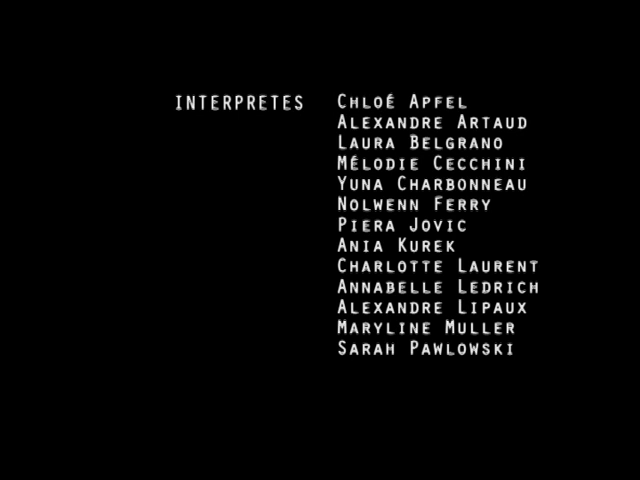 INTERPRETES CHLOÉ APFEL
ALEXANDRE ARTAUD
LAURA BELGRANO
MÉLODIE CECCHINI
YUNA CHARBONNEAU
NOLWENN FERRY
PIERA JOVIC
ANIA KUREK
CHARLOTTE LAURENT
ANNABELLE LEDRICH
ALEXANDRE LIPAUX
MARYLINE MULLER
SARAH PAWLOWSKI